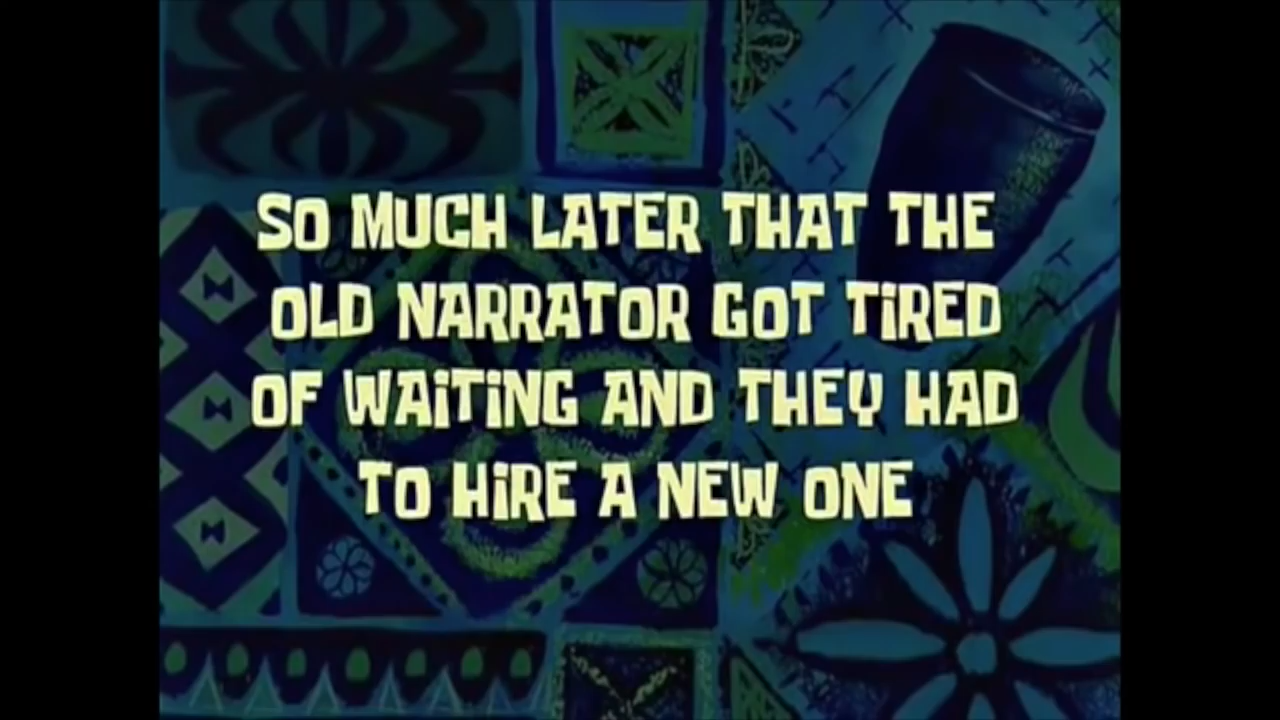 SO MUCH LATER THAT THE
OLD NARRATOR GOT TiRED
OF WAiTiNG AND THEY HAD
TO HiRE A NEW ONE